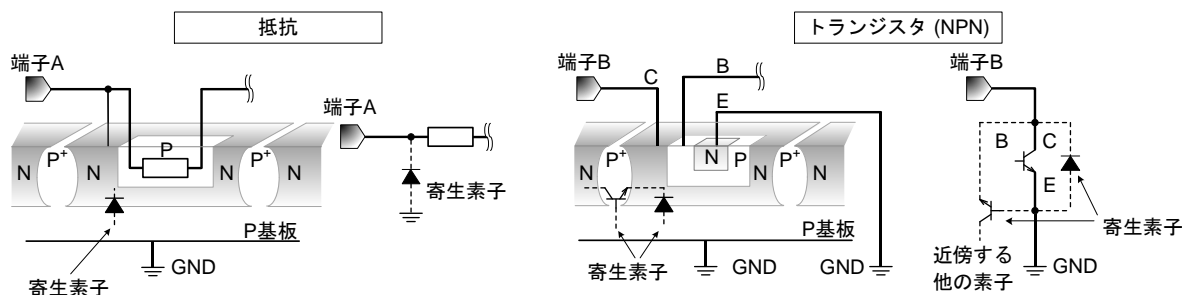 抵抗
端子A
N
P+
N
P
N
P+
N
P基板
GND
寄生素子
端子A
寄生素子
トランジスタ (NPN)
端子B
C
B
E
N
P+
N
N
P
N
P+
N
P基板
寄生素子
GND
GND
端子B
B
C
E
寄生素子
近傍する
他の素子
GND